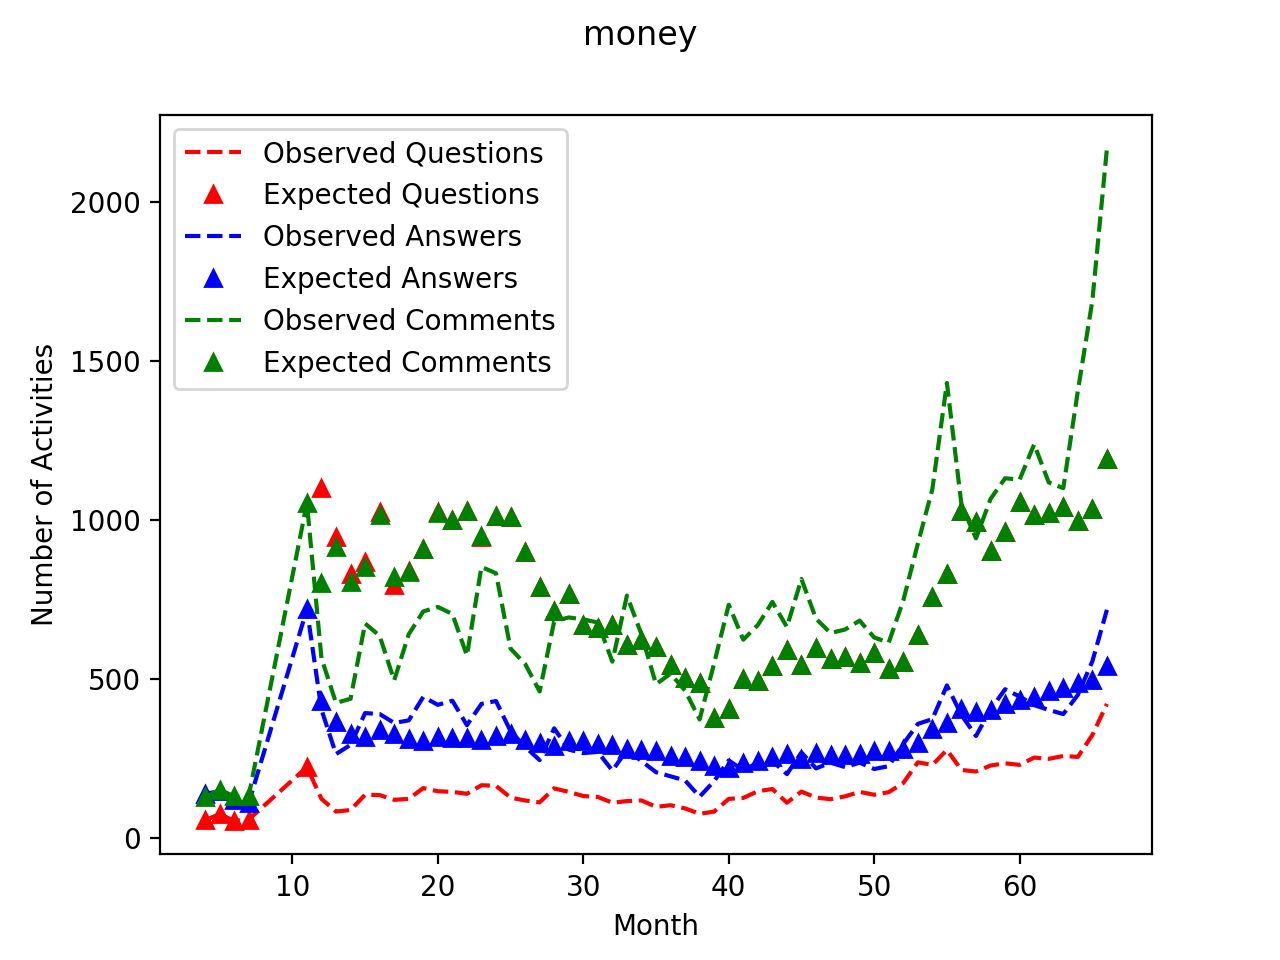 money
Observed Questions
Expected Questions
Observed Answers
Expected Answers
Observed Comments
Expected Comments
Number of Activities
2000
1500
1000
500
0
10 20 30 40 50 60
Month